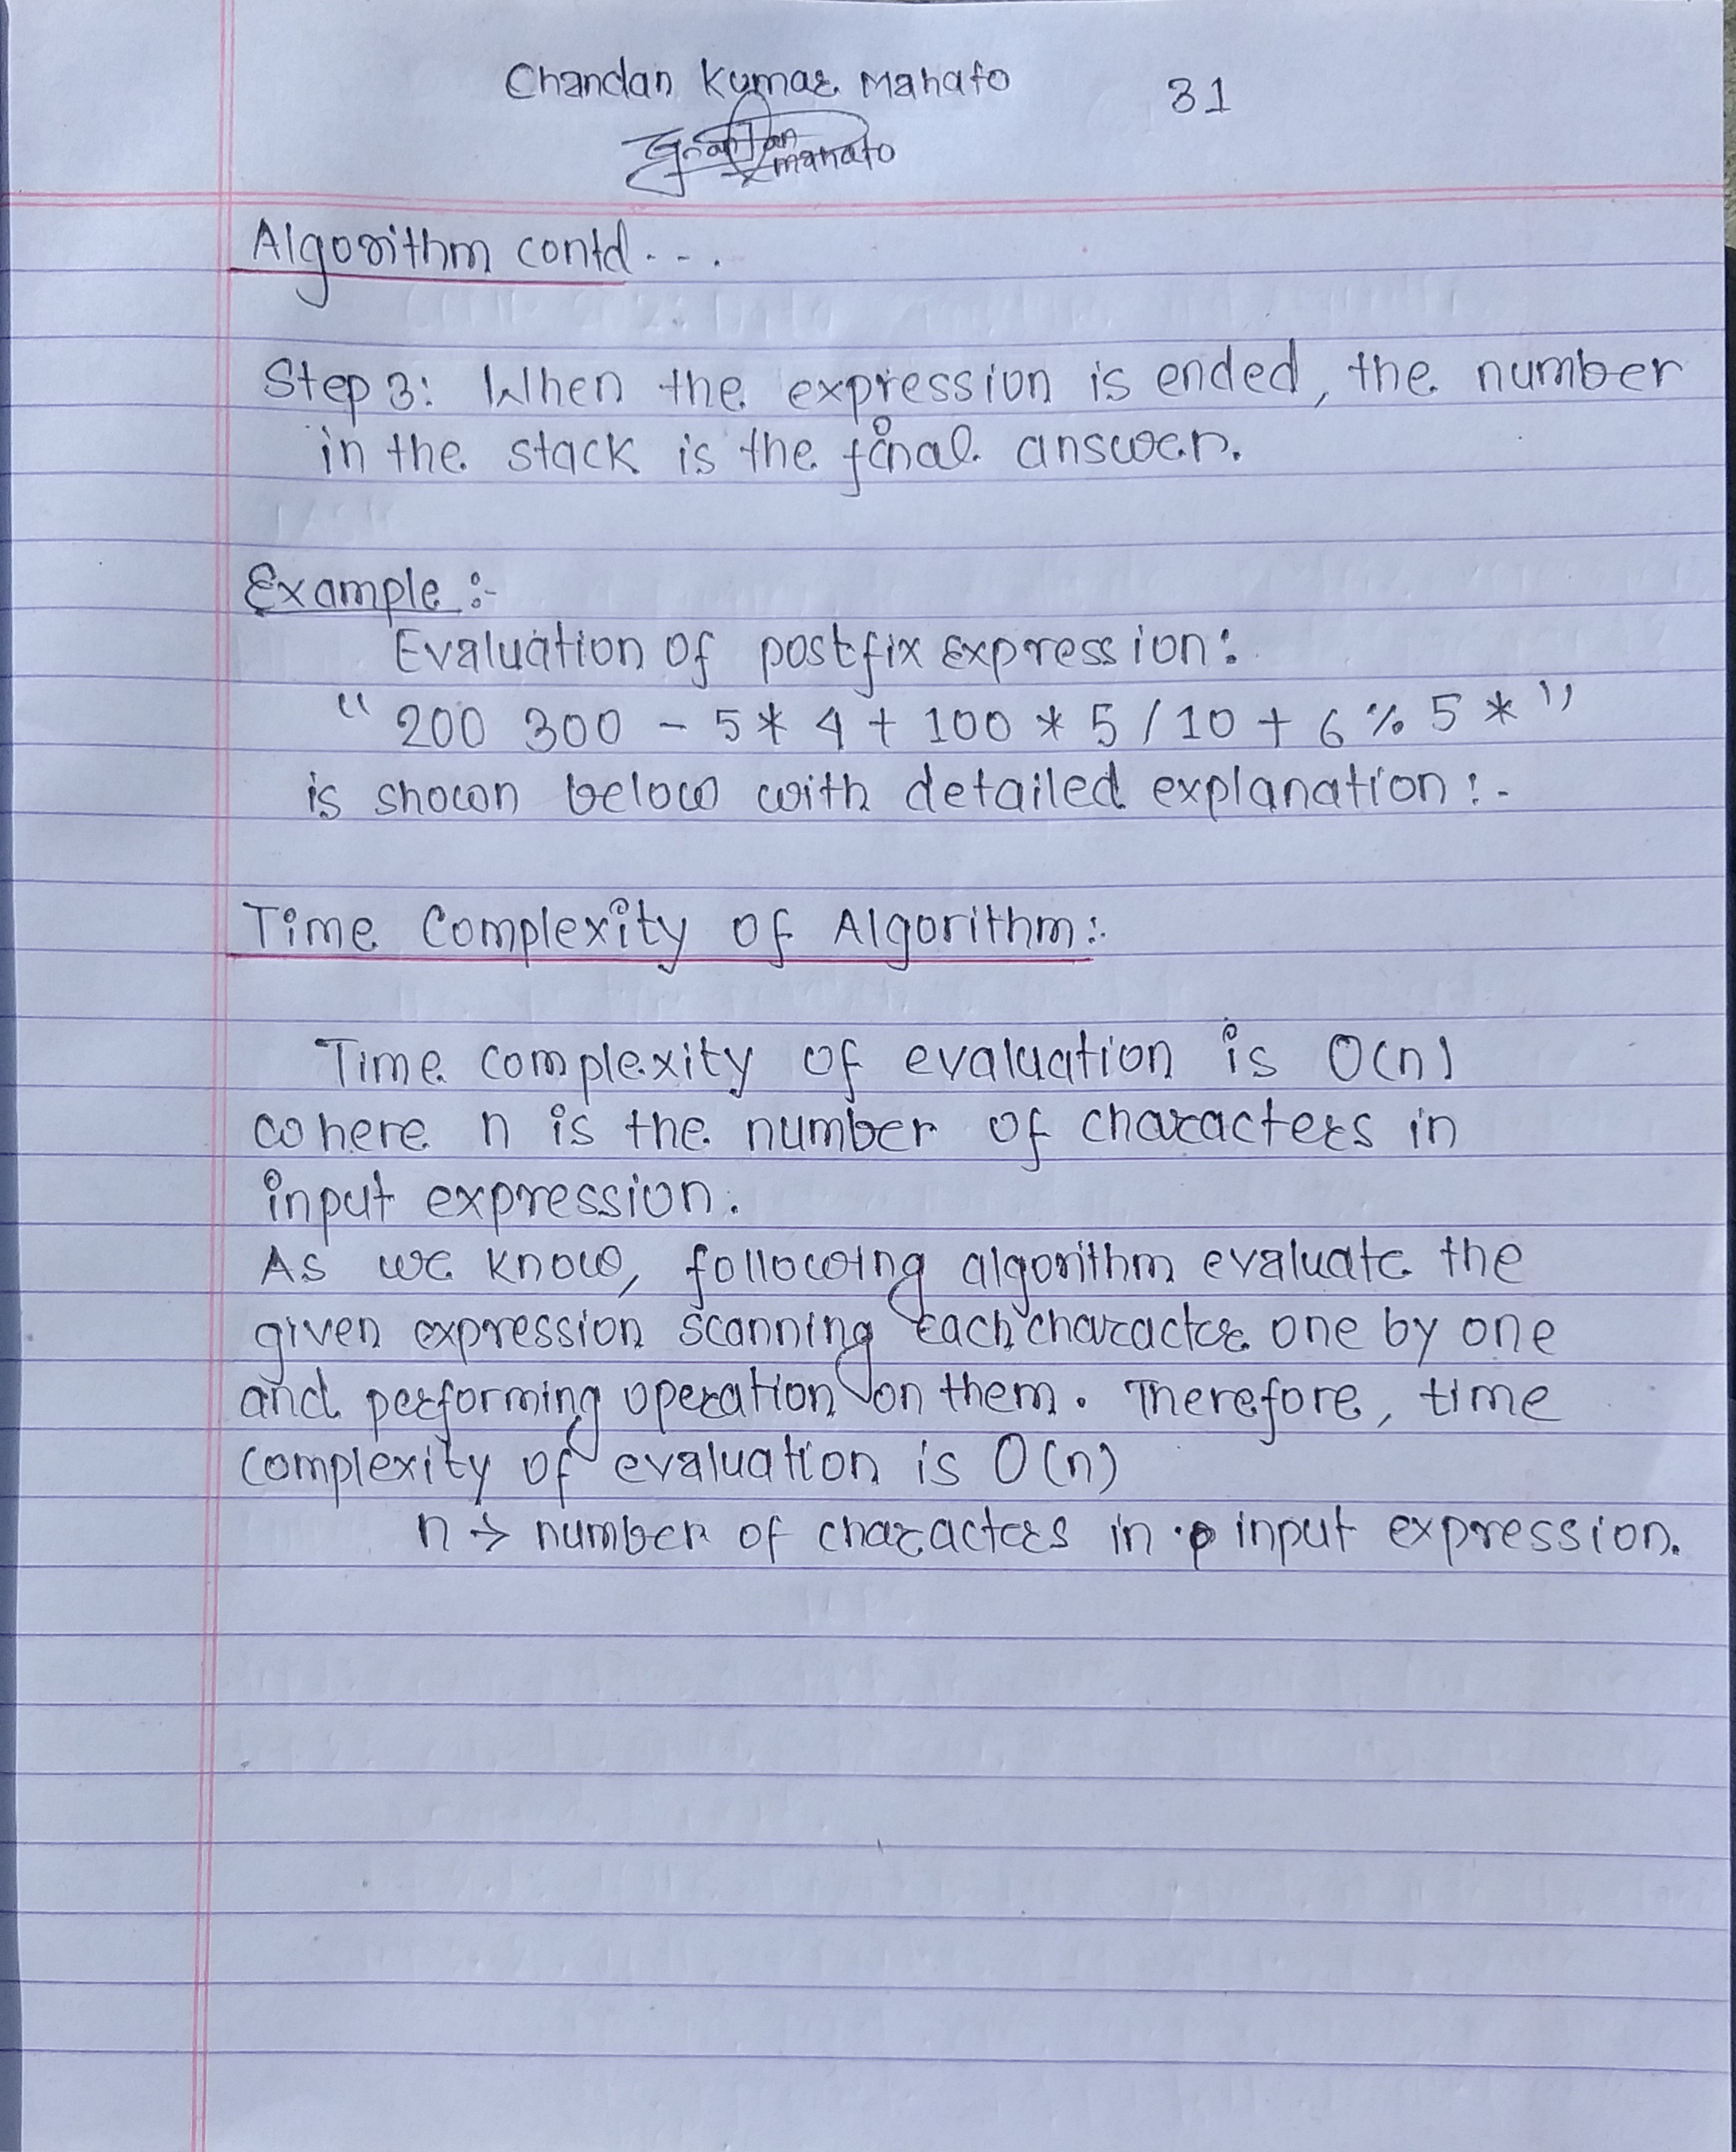 Chandan Kumar Mahato 31
mahato
Algorithm contd...
Step 3: When the expression is ended, the number
in the stack is the final answer.
Example :-
Evaluation of postfix Expression:
" 200 300 - 5 * 4 + 100 * 5 / 10 + 6 % 5 * "
is shown below with detailed explanation :-
Time Complexity of Algorithm:
Time complexity of evaluation is O(n)
where n is the number of characters in
input expression.
As we know, following algorithm evaluate the
given expression scanning each character one by one
and performing operation on them. Therefore, time
complexity of evaluation is O(n)
n → number of characters in input expression.